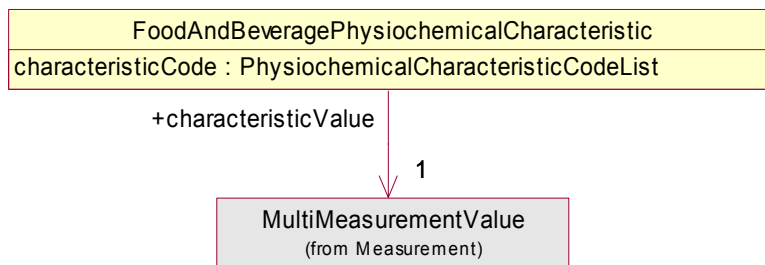 FoodAndBeveragePhysiochemicalCharacteristic
characteristicCode : PhysiochemicalCharacteristicCodeList
+characteristicValue
1
MultiMeasurementValue
(from Measurement)